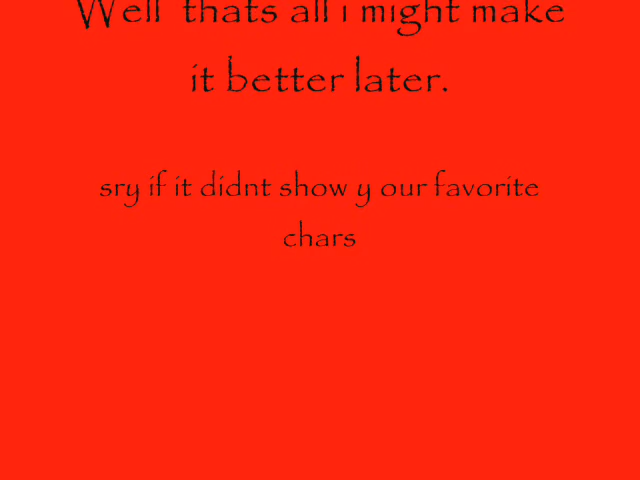 Well thats all i might make
it better later.
sry if it didnt show y our favorite
chars